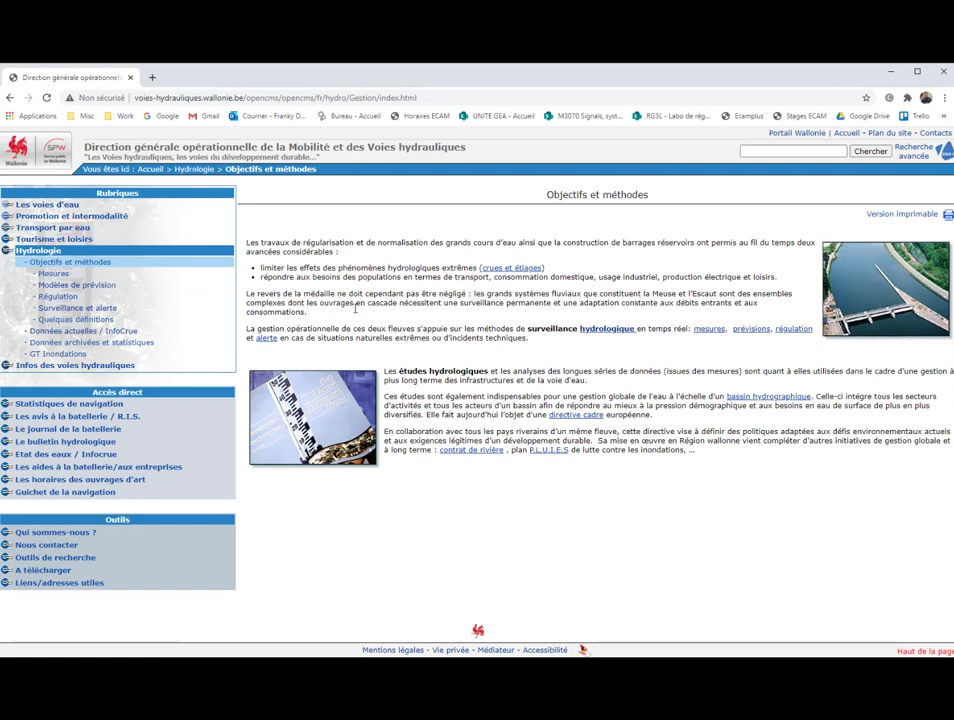 Direction générale opérationnelle
Non sécurisé
voies-hydrauliques.wallonie.be/opencms/opencms/fr/hydro/Gestion/index.html
Applications Misc Work Google Gmail Courrier - Franky D... Bureau - Accueil Horaires ECAM UNITE GEA - Accueil M3070 Signals, syst... RG3L - Labo de rég... Ecamplus Stages ECAM Google Drive Trello
Portail Wallonie | Accueil - Plan du site - Contacts
Wallonie
SPW
Direction générale opérationnelle de la Mobilité et des Voies hydrauliques
"Les Voies hydrauliques, les voies du développement durable..."
Chercher
Recherche
avancée
Vous êtes ici : Accueil > Hydrologie > Objectifs et méthodes
Rubriques
Les voies d'eau
Promotion et intermodalité
Transport par eau
Tourisme et loisirs
Hydrologie
- Objectifs et méthodes
- Mesures
- Modèles de prévision
- Régulation
- Surveillance et alerte
- Quelques définitions
- Données actuelles / InfoCrue
- Données archivées et statistiques
- GT Inondations
Infos des voies hydrauliques
Accès direct
Statistiques de navigation
Les avis à la batellerie / R.I.S.
Le journal de la batellerie
Le bulletin hydrologique
Etat des eaux / Infocrue
Les aides à la batellerie/aux entreprises
Les horaires des ouvrages d'art
Guichet de la navigation
Outils
Qui sommes-nous ?
Nous contacter
Outils de recherche
A télécharger
Liens/adresses utiles
Objectifs et méthodes
Version imprimable
Les travaux de régularisation et de normalisation des grands cours d'eau ainsi que la construction de barrages réservoirs ont permis au fil du temps deux
avancées considérables :
• limiter les effets des phénomènes hydrologiques extrêmes (crues et étiages)
• répondre aux besoins des populations en termes de transport, consommation domestique, usage industriel, production électrique et loisirs.
Le revers de la médaille ne doit cependant pas être négligé : les grands systèmes fluviaux que constituent la Meuse et l'Escaut sont des ensembles
complexes dont les ouvrages en cascade nécessitent une surveillance permanente et une adaptation constante aux débits entrants et aux
consommations.
La gestion opérationnelle de ces deux fleuves s'appuie sur les méthodes de surveillance hydrologique en temps réel: mesures, prévisions, régulation
et alerte en cas de situations naturelles extrêmes ou d'incidents techniques.
Les études hydrologiques et les analyses des longues séries de données (issues des mesures) sont quant à elles utilisées dans le cadre d'une gestion à
plus long terme des infrastructures et de la voie d'eau.
Ces études sont également indispensables pour une gestion globale de l'eau à l'échelle d'un bassin hydrographique. Celle-ci intégre tous les secteurs
d'activités et tous les acteurs d'un bassin afin de répondre au mieux à la pression démographique et aux besoins en eau de surface de plus en plus
diversifiés. Elle fait aujourd'hui l'objet d'une directive cadre européenne.
En collaboration avec tous les pays riverains d'un même fleuve, cette directive vise à définir des politiques adaptées aux défis environnementaux actuels
et aux exigences légitimes d'un développement durable. Sa mise en œuvre en Région wallonne vient compléter d'autres initiatives de gestion globale et
à long terme : contrat de rivière , plan P.L.U.I.E.S de lutte contre les inondations, ...
Mentions légales - Vie privée - Médiateur - Accessibilité
Haut de la page